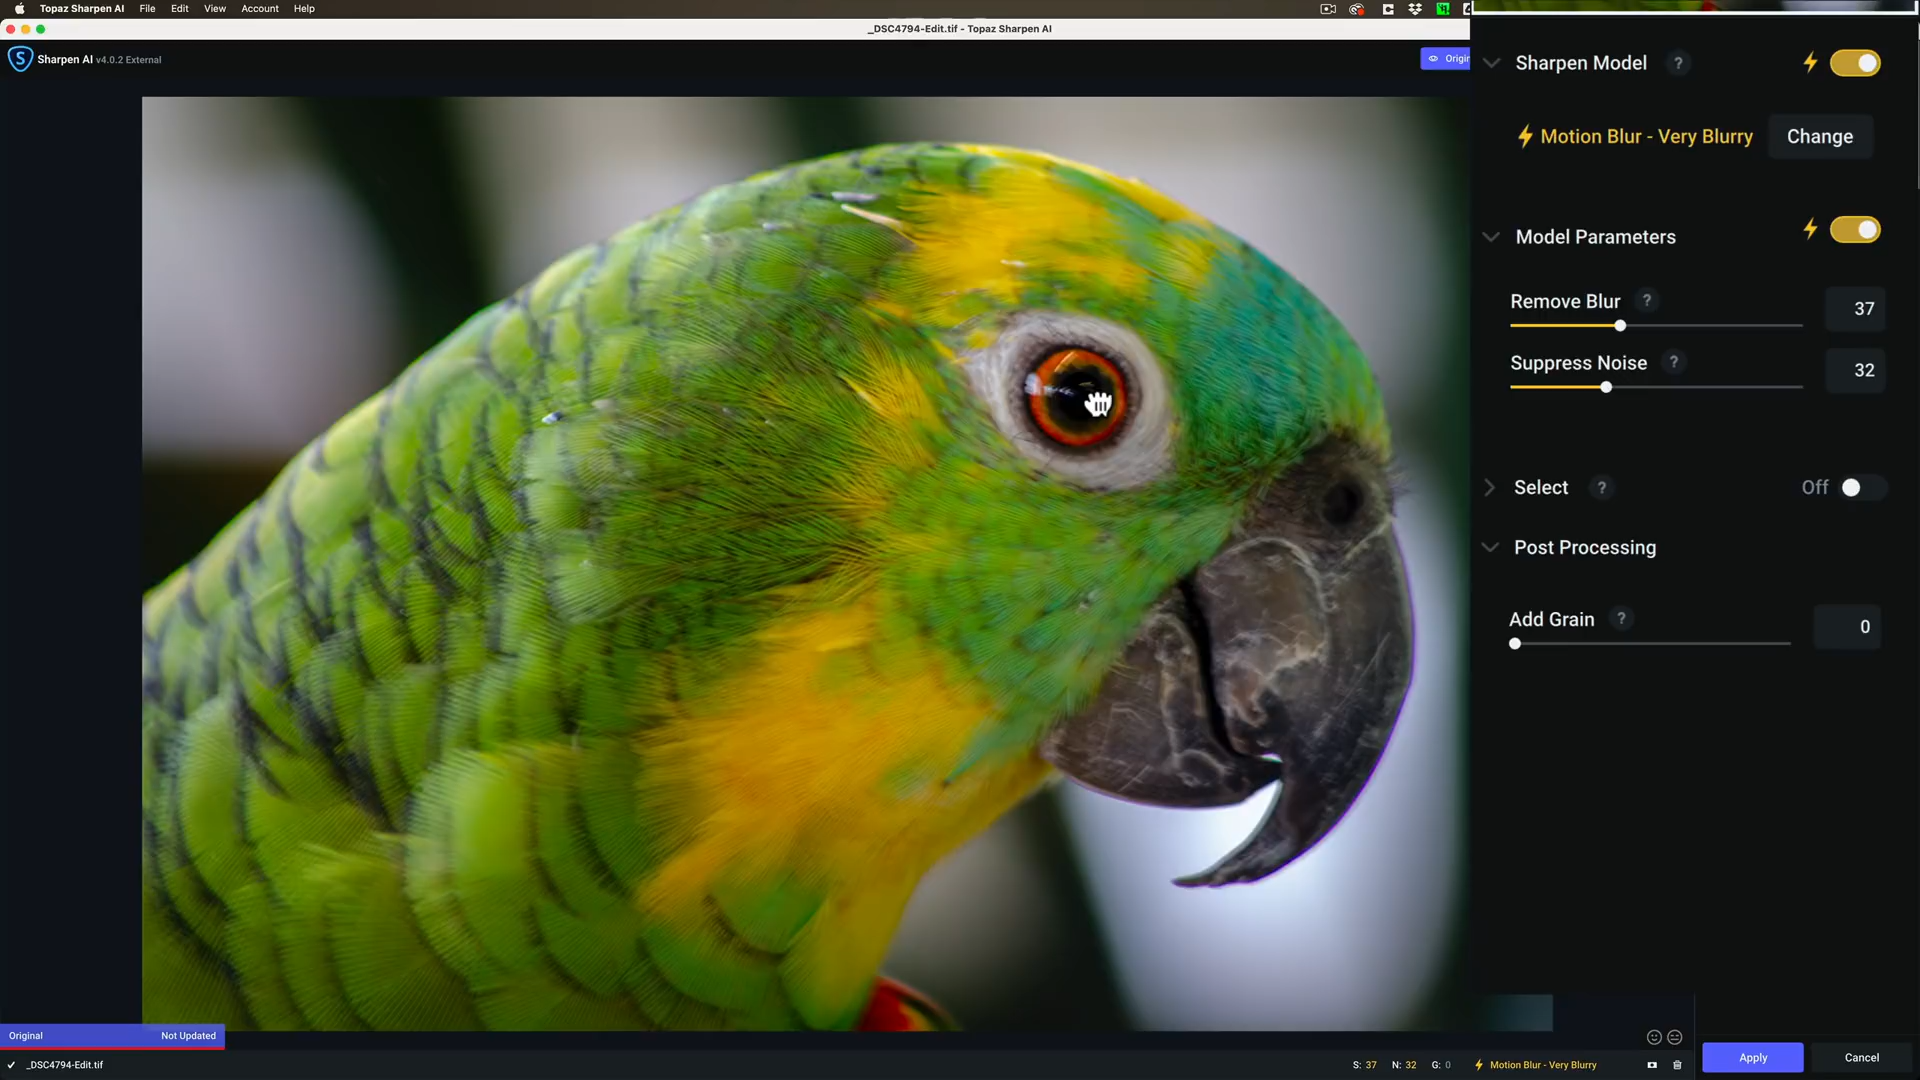 Topaz Sharpen AI File Edit View Account Help
_DSC4794-Edit.tif - Topaz Sharpen AI
Sharpen AI v4.0.2 External
Origin
Sharpen Model ?
Motion Blur - Very Blurry Change
Model Parameters
Remove Blur ? 37
Suppress Noise ? 32
Select ? Off
Post Processing
Add Grain ? 0
Original Not Updated
_DSC4794-Edit.tif S: 37 N: 32 G: 0 Motion Blur - Very Blurry Apply Cancel